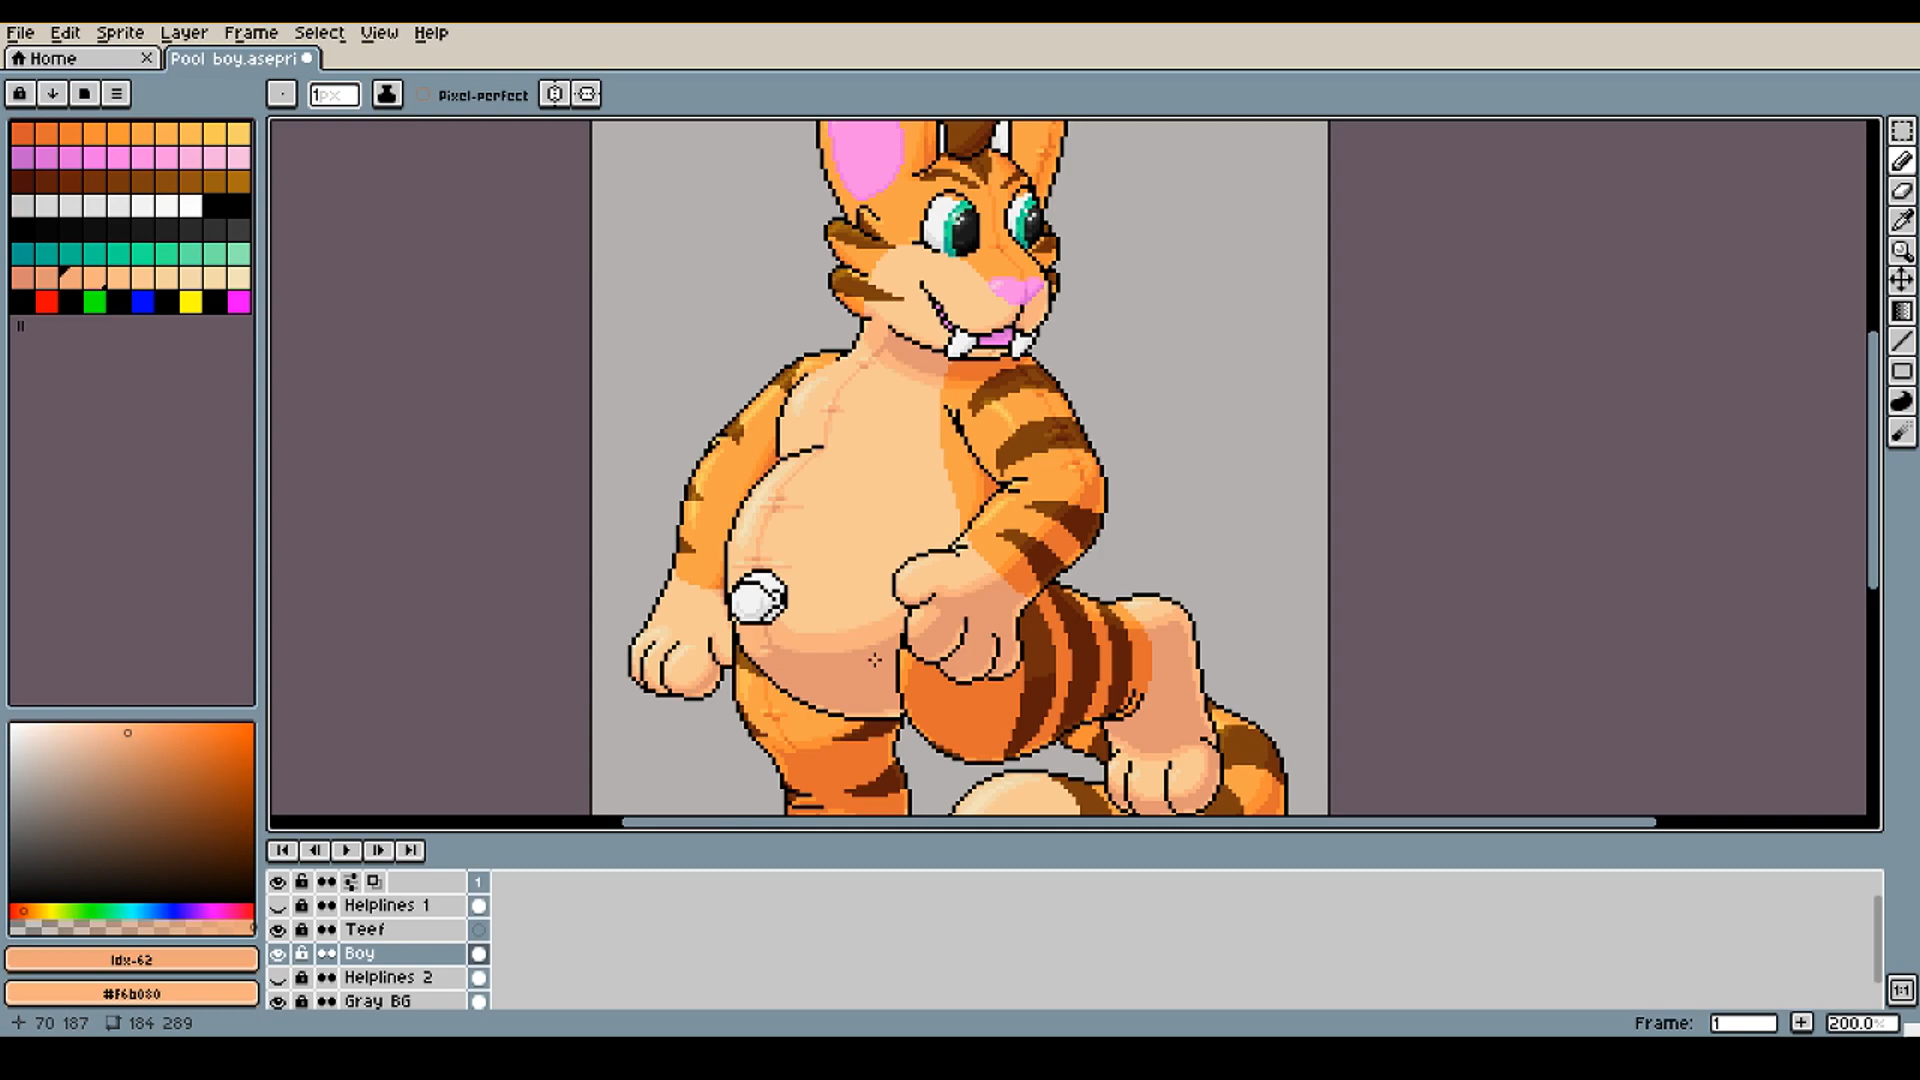 File Edit Sprite Layer Frame Select View Help
Home Pool boy.asepri
1px Pixel-perfect
1
Helplines 1
Teef
Boy
Helplines 2
Gray BG
Idx-62
#f6b080
70 187 184 289
Frame: 1 200.0%
1:1